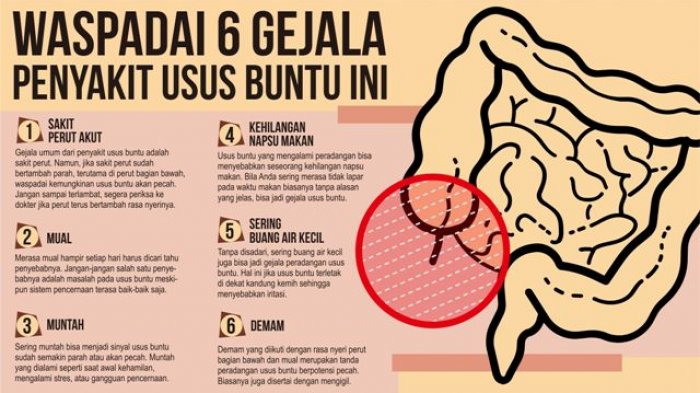 WASPADAI 6 GEJALA
PENYAKIT USUS BUNTU INI
1
SAKIT
PERUT AKUT
Gejala umum dari penyakit usus buntu adalah
sakit perut. Namun, jika sakit perut sudah
bertambah parah, terutama di perut bagian bawah,
waspadai kemungkinan usus buntu akan pecah.
Jangan sampai terlambat, segera periksa ke
dokter jika perut terus bertambah rasa nyerinya.
2
MUAL
Merasa mual hampir setiap hari harus dicari tahu
penyebabnya. Jangan-jangan salah satu penye-
babnya adalah masalah pada usus buntu meski-
pun sistem pencernaan terasa baik-baik saja.
3
MUNTAH
Sering muntah bisa menjadi sinyal usus buntu
sudah semakin parah atau akan pecah. Muntah
yang dialami seperti saat awal kehamilan,
mengalami stres, atau gangguan pencernaan.
4
KEHILANGAN
NAPSU MAKAN
Usus buntu yang mengalami peradangan bisa
menyebabkan seseorang kehilangan napsu
makan. Bila Anda sering merasa tidak lapar
pada waktu makan biasanya tanpa alasan
yang jelas, bisa jadi gejala usus buntu.
5
SERING
BUANG AIR KECIL
Tanpa disadari, sering buang air kecil
juga bisa jadi gejala peradangan usus
buntu. Hal ini jika usus buntu terletak
di dekat kandung kemih sehingga
menyebabkan iritasi.
6
DEMAM
Demam yang diikuti dengan rasa nyeri perut
bagian bawah dan mual merupakan tanda
peradangan usus buntu berpotensi pecah.
Biasanya juga disertai dengan mengigil.